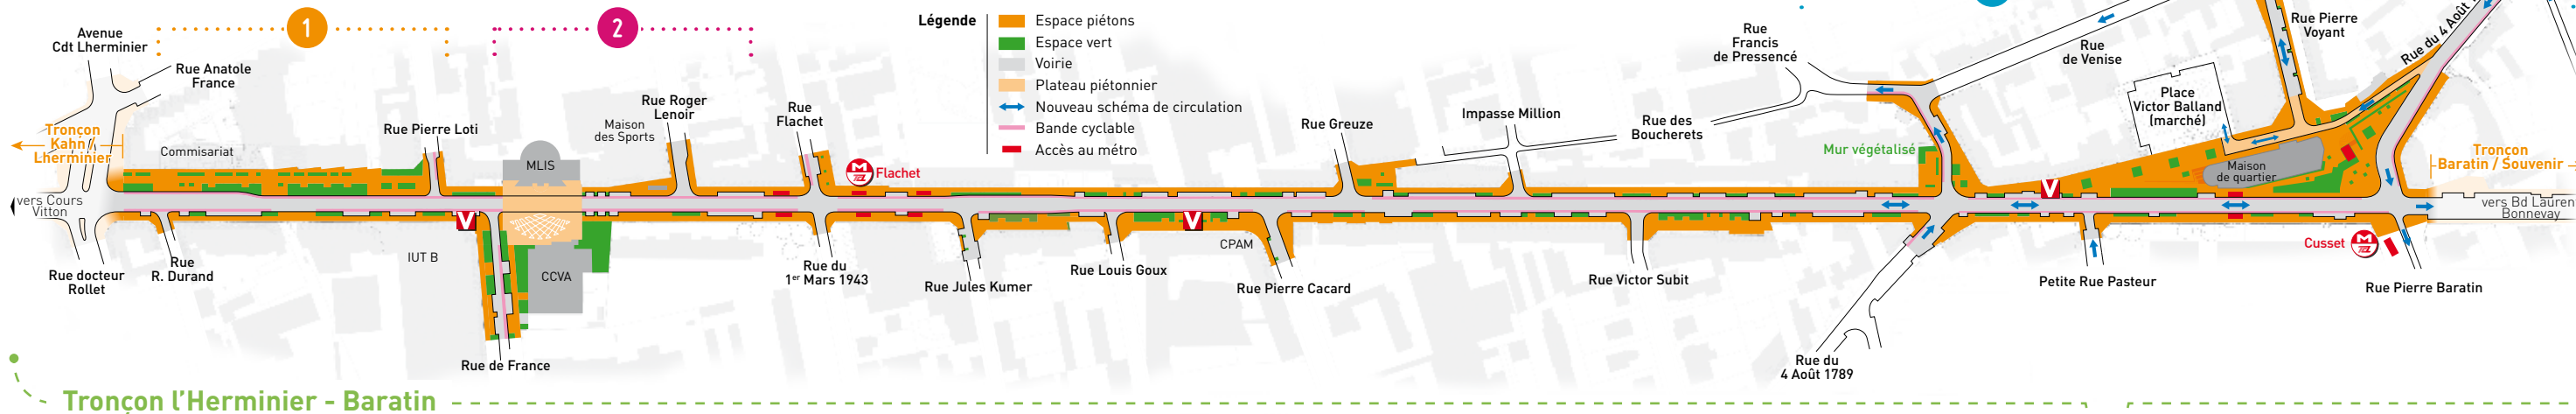 1
2
Légende
Espace piétons
Espace vert
Voirie
Plateau piétonnier
Nouveau schéma de circulation
Bande cyclable
Accès au métro
Avenue
Cdt Lherminier
Rue Anatole
France
Tronçon
Kahn
Lherminier
Commisariat
Rue Pierre Loti
MLIS
Maison
des Sports
Rue Roger
Lenoir
Rue
Flachet
M
Flachet
Rue Greuze
Impasse Million
Rue des
Boucherets
Rue
Francis
de Pressencé
Mur végétalisé
Rue
de Venise
Place
Victor Balland
(marché)
Rue Pierre
Voyant
Rue du 4 Août
Maison
de quartier
Tronçon
Baratin / Souvenir
vers Cours
Vitton
vers Bd Lauren
Bonnevay
V
V
V
Rue docteur
Rollet
Rue
R. Durand
IUT B
CCVA
Rue de France
Rue du
1er Mars 1943
Rue Jules Kumer
Rue Louis Goux
CPAM
Rue Pierre Cacard
Rue Victor Subit
Rue du
4 Août 1789
Petite Rue Pasteur
Cusset
M
Rue Pierre Baratin
Tronçon l'Herminier - Baratin